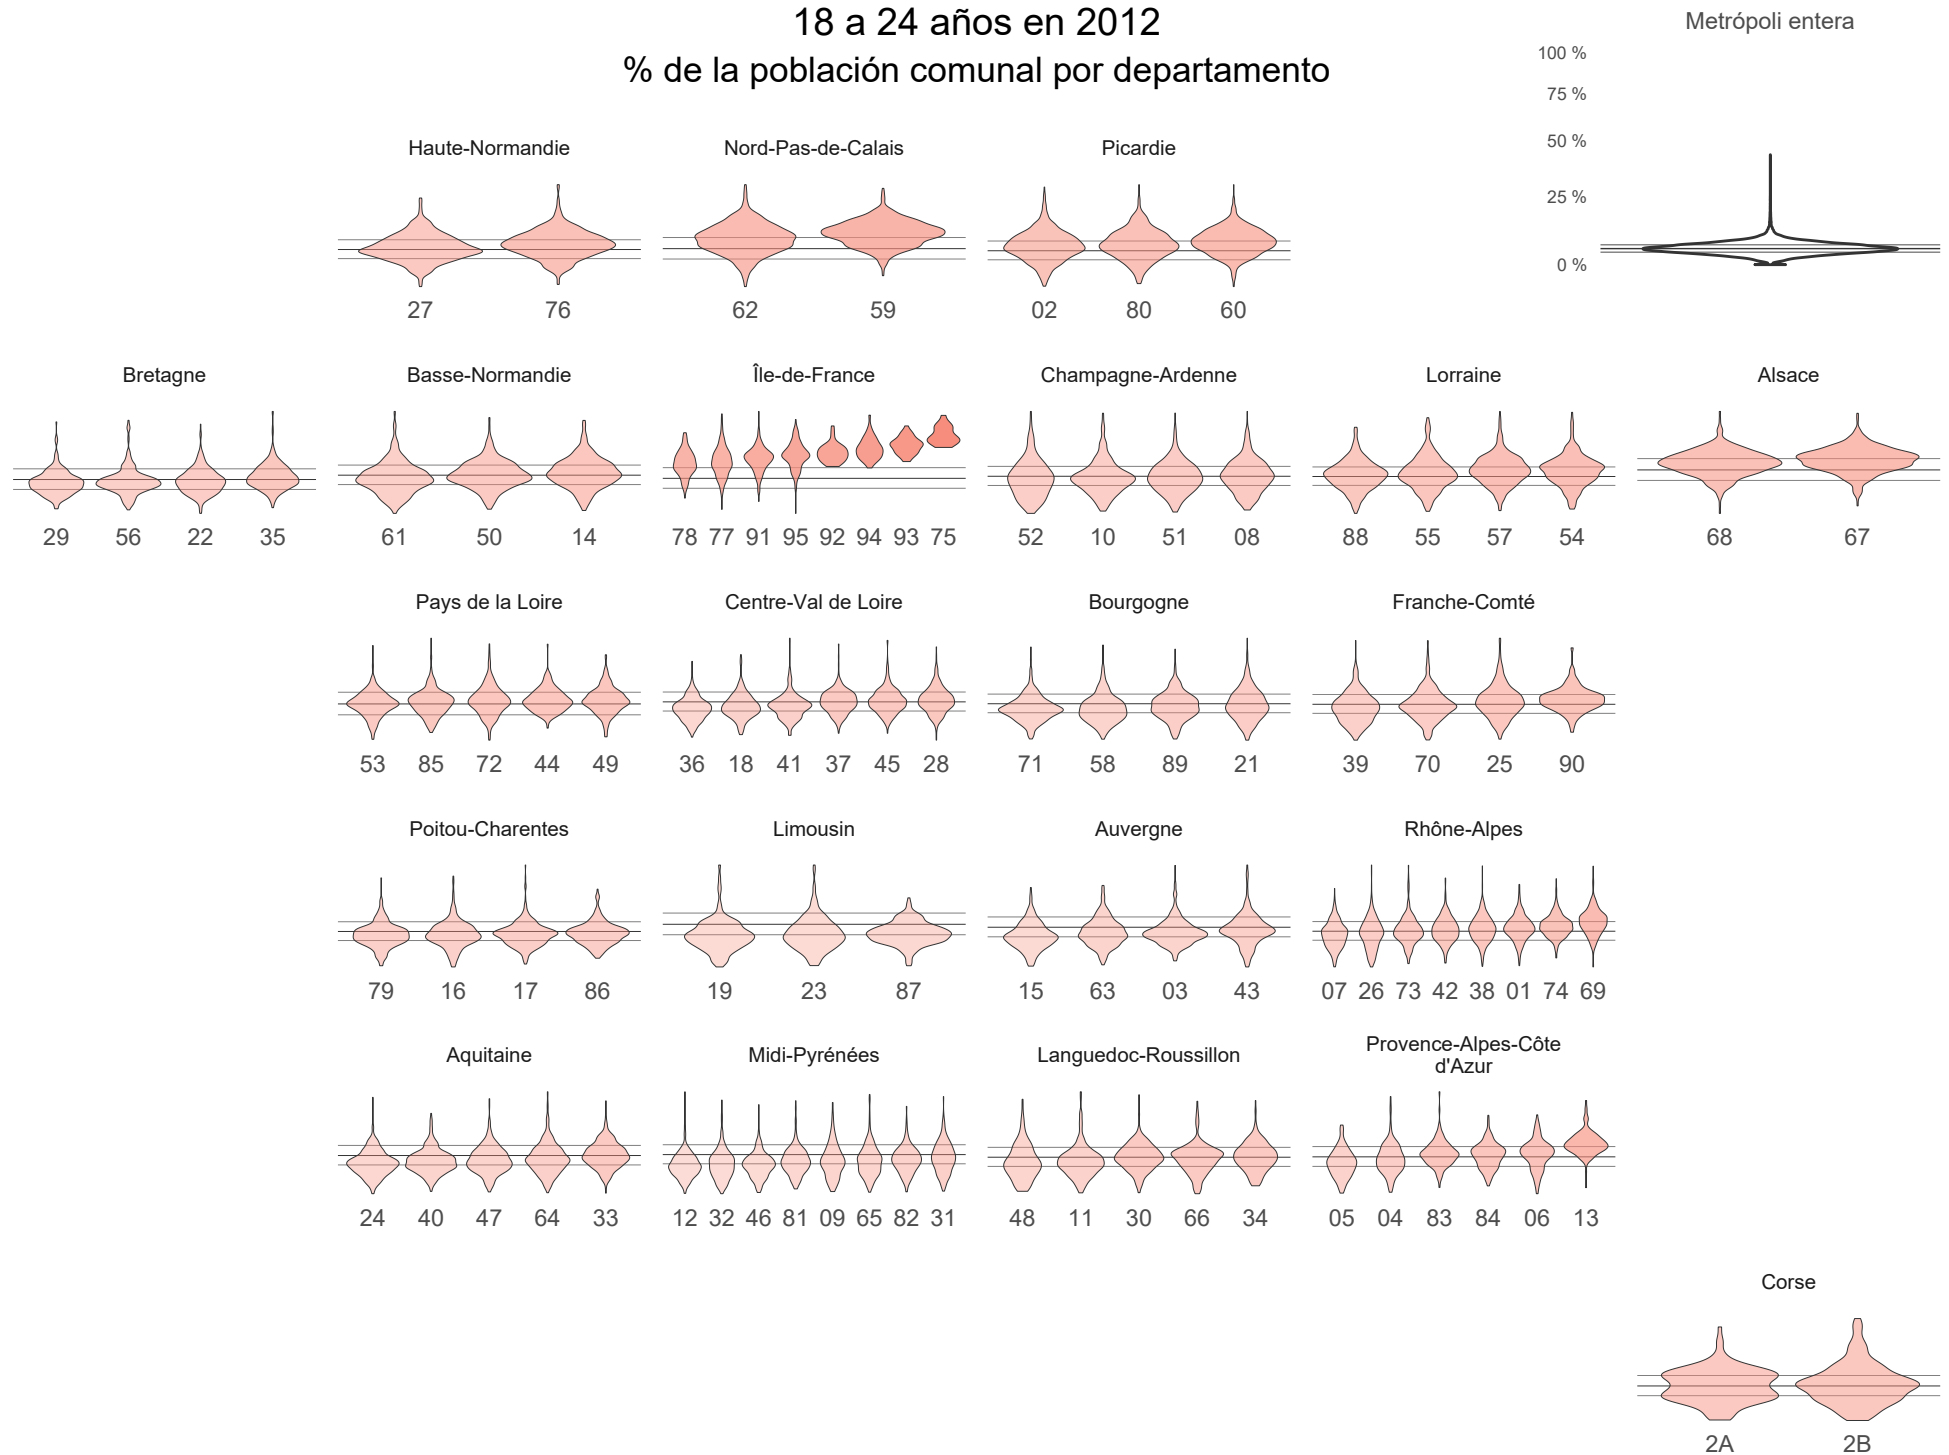 18 a 24 años en 2012
% de la población comunal por departamento
Metrópoli entera
100 %
75 %
50 %
25 %
0 %
Haute-Normandie
27 76
Nord-Pas-de-Calais
62 59
Picardie
02 80 60
Bretagne
29 56 22 35
Basse-Normandie
61 50 14
Île-de-France
78 77 91 95 92 94 93 75
Champagne-Ardenne
52 10 51 08
Lorraine
88 55 57 54
Alsace
68 67
Pays de la Loire
53 85 72 44 49
Centre-Val de Loire
36 18 41 37 45 28
Bourgogne
71 58 89 21
Franche-Comté
39 70 25 90
Poitou-Charentes
79 16 17 86
Limousin
19 23 87
Auvergne
15 63 03 43
Rhône-Alpes
07 26 73 42 38 01 74 69
Aquitaine
24 40 47 64 33
Midi-Pyrénées
12 32 46 81 09 65 82 31
Languedoc-Roussillon
48 11 30 66 34
Provence-Alpes-Côte
d'Azur
05 04 83 84 06 13
Corse
2A 2B